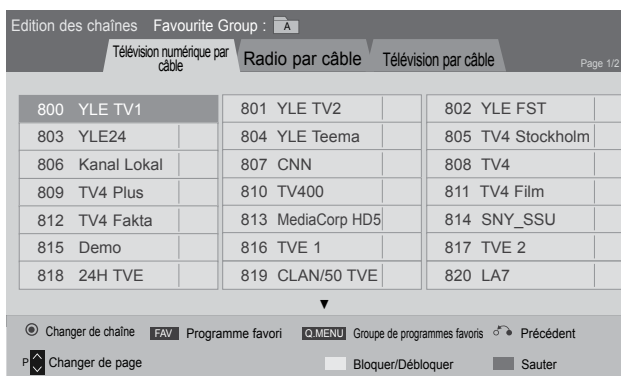 Edition des chaînes Favourite Group : A
Télévision numérique par câble Radio par câble Télévision par câble Page 1/2
800 YLE TV1 801 YLE TV2 802 YLE FST
803 YLE24 804 YLE Teema 805 TV4 Stockholm
806 Kanal Lokal 807 CNN 808 TV4
809 TV4 Plus 810 TV400 811 TV4 Film
812 TV4 Fakta 813 MediaCorp HD5 814 SNY_SSU
815 Demo 816 TVE 1 817 TVE 2
818 24H TVE 819 CLAN/50 TVE 820 LA7
Changer de chaîne FAV Programme favori Q.MENU Groupe de programmes favoris Précédent
P Changer de page Bloquer/Débloquer Sauter